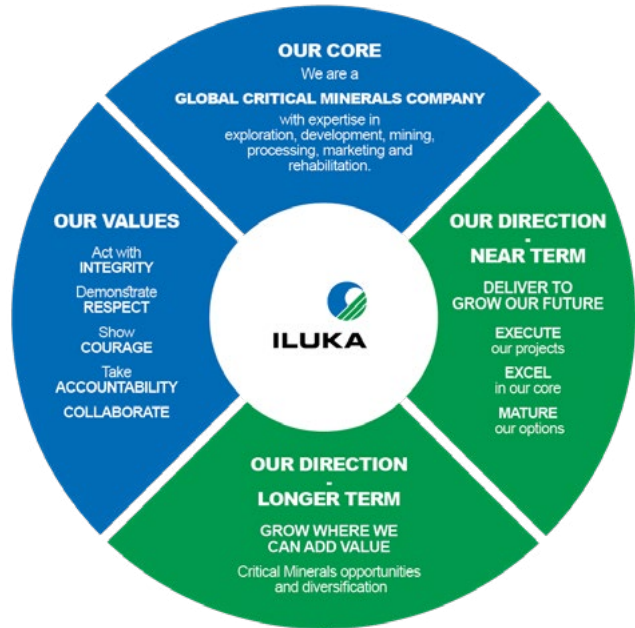 OUR CORE
We are a
GLOBAL CRITICAL MINERALS COMPANY
with expertise in
exploration, development, mining,
processing, marketing and
rehabilitation.
OUR VALUES
Act with
INTEGRITY
Demonstrate
RESPECT
Show
COURAGE
Take
ACCOUNTABILITY
COLLABORATE
ILUKA
OUR DIRECTION
-
NEAR TERM
DELIVER TO
GROW OUR FUTURE
EXECUTE
our projects
EXCEL
in our core
MATURE
our options
OUR DIRECTION
-
LONGER TERM
GROW WHERE WE
CAN ADD VALUE
Critical Minerals opportunities
and diversification